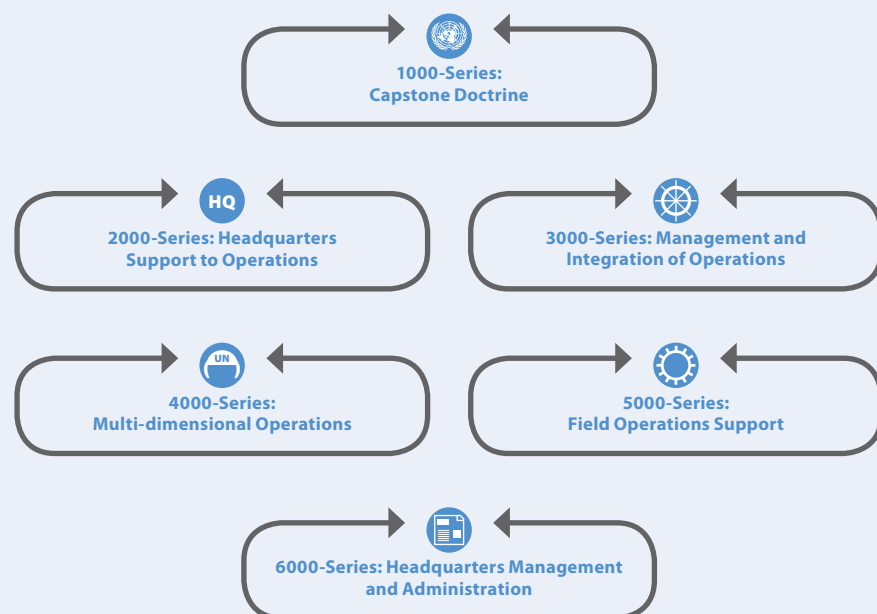 1000-Series:
Capstone Doctrine
HQ
2000-Series: Headquarters
Support to Operations
3000-Series: Management and
Integration of Operations
UN
4000-Series:
Multi-dimensional Operations
5000-Series:
Field Operations Support
6000-Series: Headquarters Management
and Administration